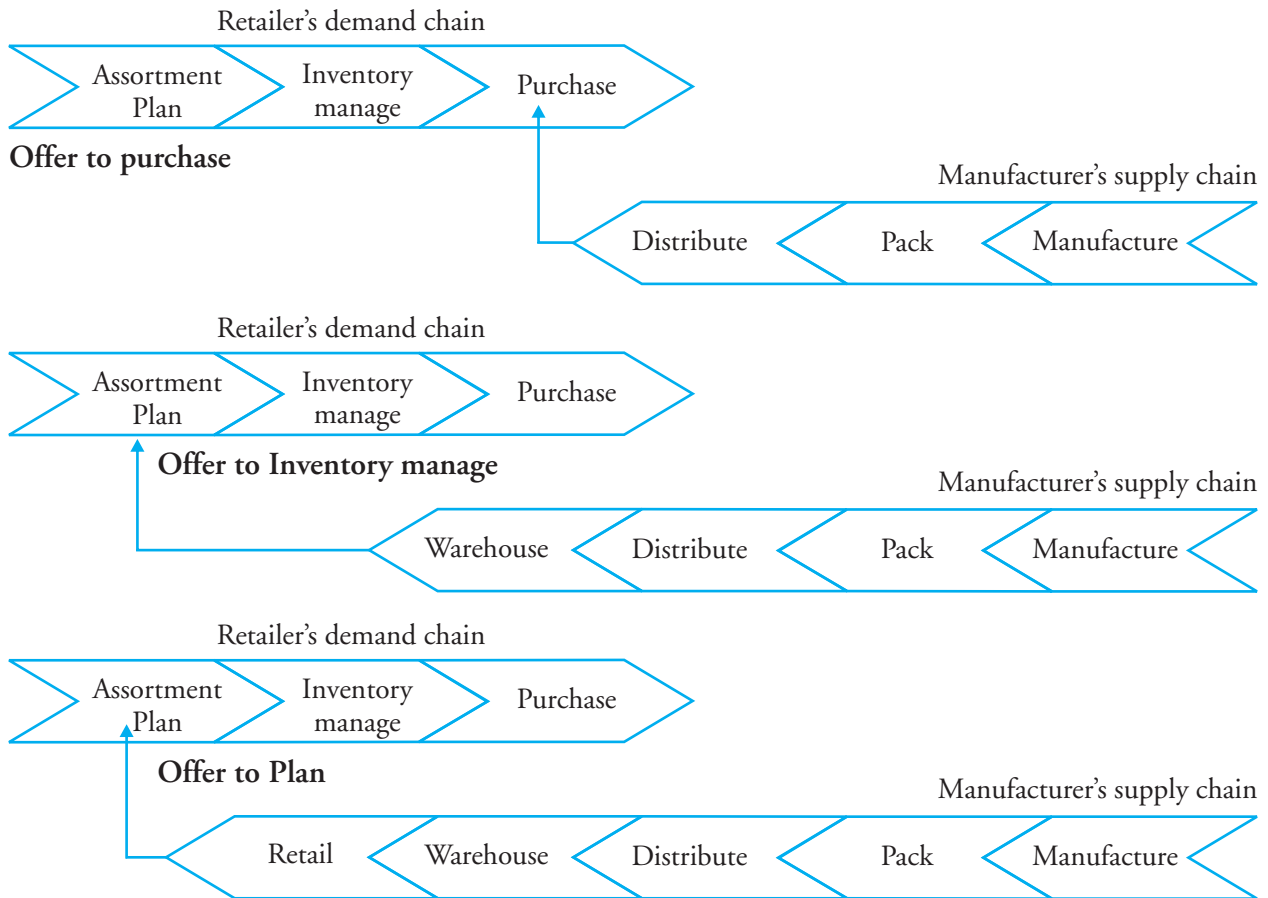 Retailer’s demand chain
Assortment
Plan
Inventory
manage
Purchase
Offer to purchase
Manufacturer’s supply chain
Distribute
Pack
Manufacture
Retailer’s demand chain
Assortment
Plan
Inventory
manage
Purchase
Offer to Inventory manage
Manufacturer’s supply chain
Warehouse
Distribute
Pack
Manufacture
Retailer’s demand chain
Assortment
Plan
Inventory
manage
Purchase
Offer to Plan
Manufacturer’s supply chain
Retail
Warehouse
Distribute
Pack
Manufacture